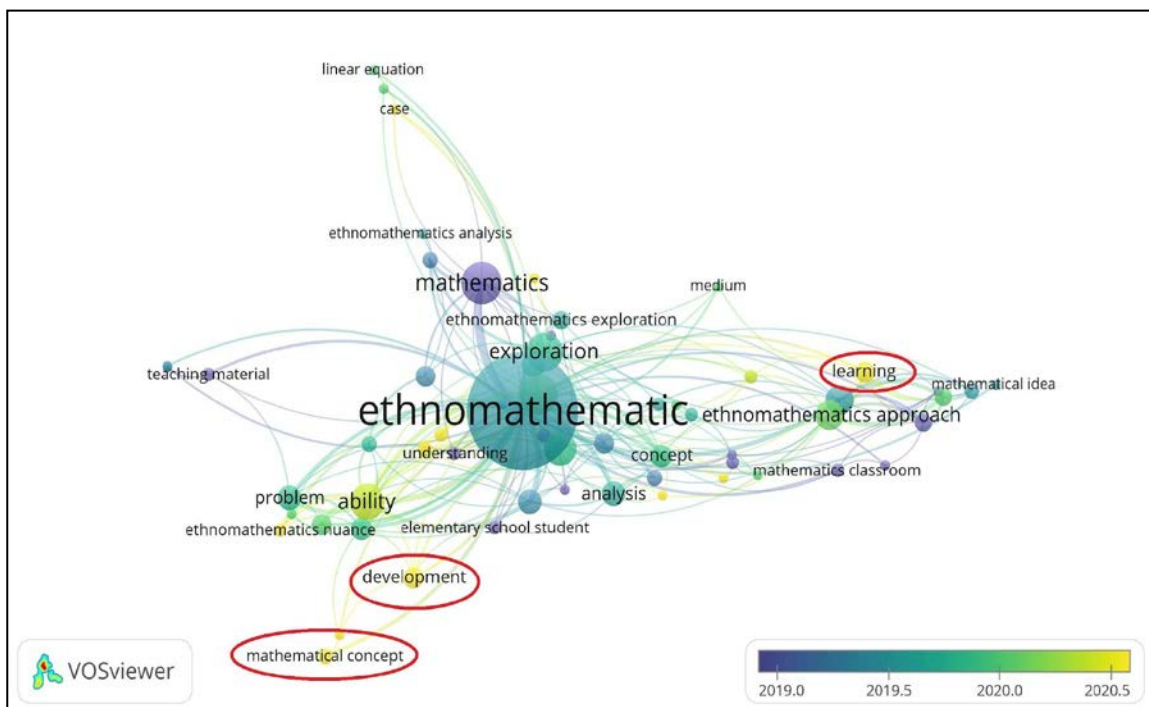 linear equation
case
ethnomathematics analysis
mathematics
medium
ethnomathematics exploration
exploration
teaching material
learning
mathematical idea
ethnomathematic
ethnomathematics approach
understanding
concept
mathematics classroom
problem
ability
analysis
ethnomathematics nuance
elementary school student
development
mathematical concept
VOSviewer
2019.0 2019.5 2020.0 2020.5